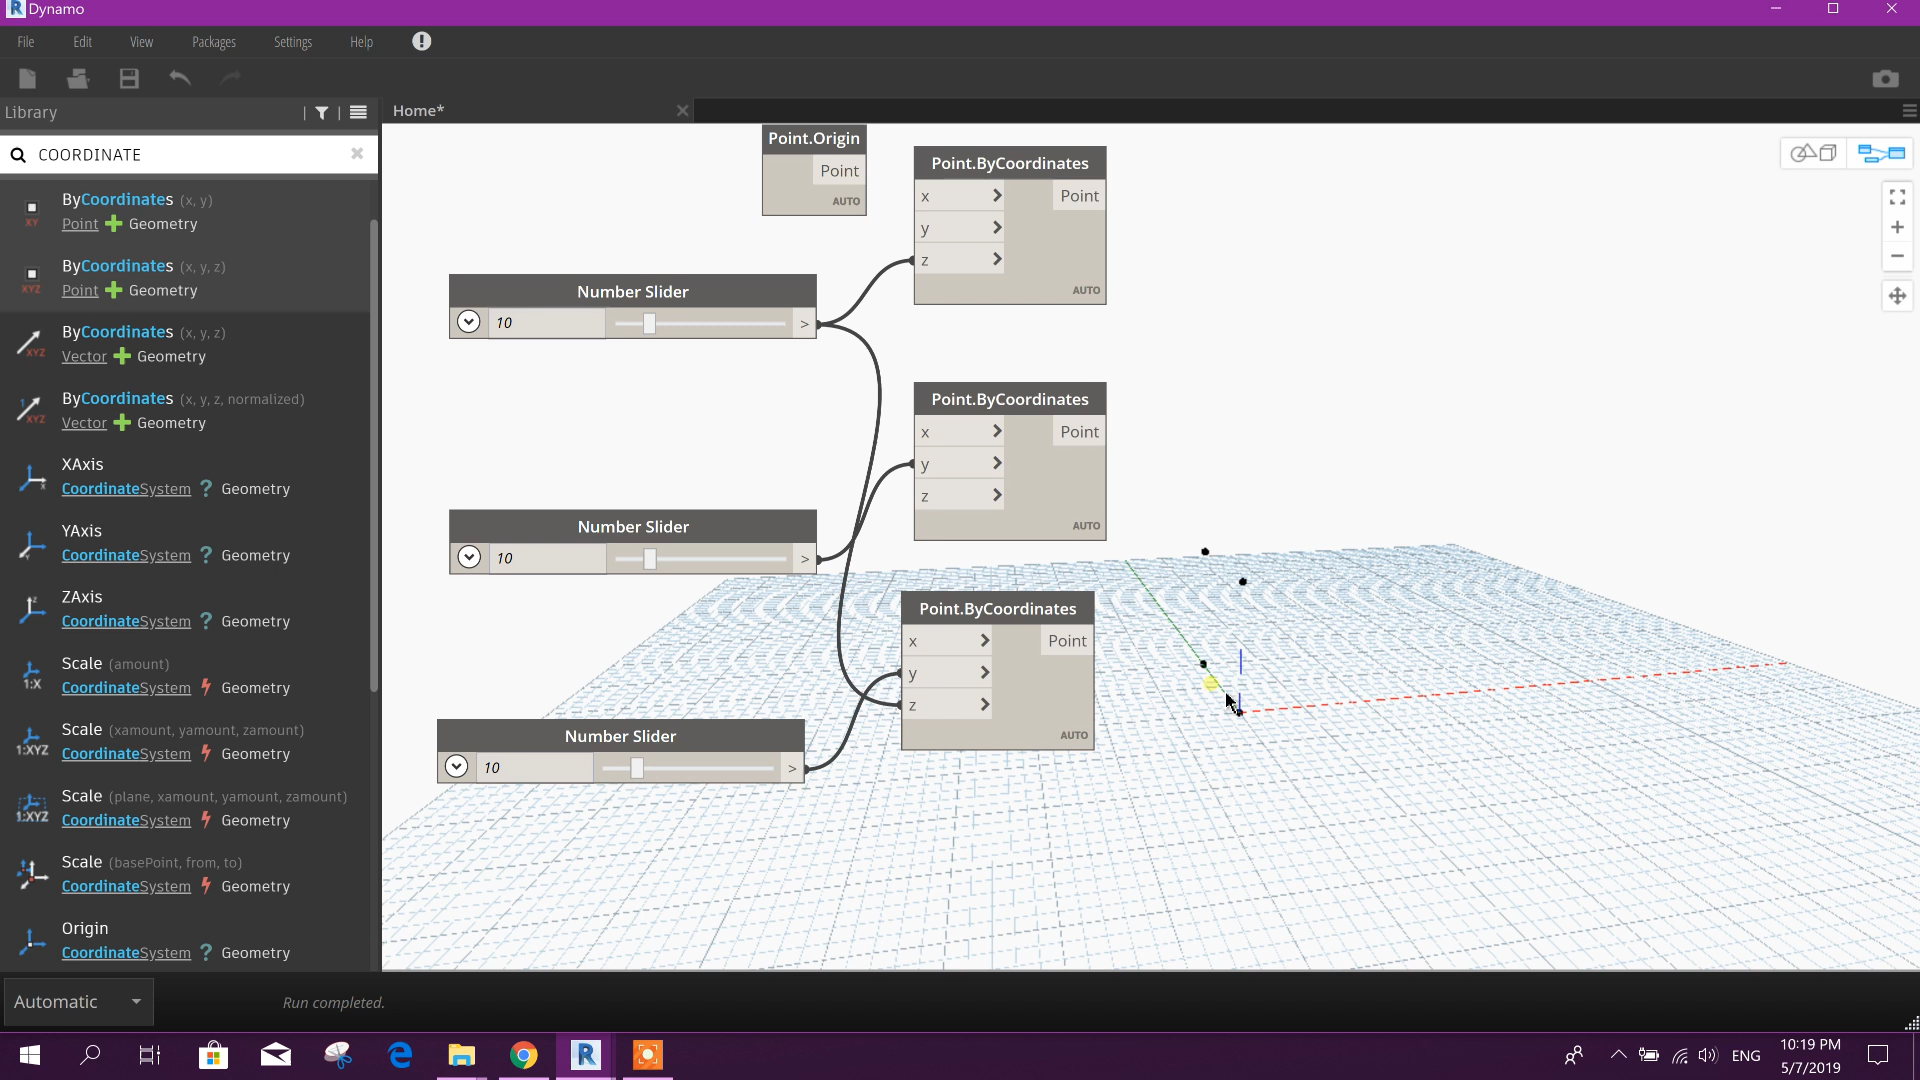 Dynamo
File Edit View Packages Settings Help
Library
Home*
COORDINATE
ByCoordinates (x, y)
Point Geometry
ByCoordinates (x, y, z)
Point Geometry
ByCoordinates (x, y, z)
Vector Geometry
ByCoordinates (x, y, z, normalized)
Vector Geometry
XAxis
CoordinateSystem ? Geometry
YAxis
CoordinateSystem ? Geometry
ZAxis
CoordinateSystem ? Geometry
Scale (amount)
CoordinateSystem Geometry
Scale (xamount, yamount, zamount)
CoordinateSystem Geometry
Scale (plane, xamount, yamount, zamount)
CoordinateSystem Geometry
Scale (basePoint, from, to)
CoordinateSystem Geometry
Origin
CoordinateSystem ? Geometry
Point.Origin
Point
AUTO
Point.ByCoordinates
x > Point
y >
z >
AUTO
Number Slider
10 >
Point.ByCoordinates
x > Point
y >
z >
AUTO
Number Slider
10 >
Point.ByCoordinates
x > Point
y >
z >
AUTO
Number Slider
10 >
Automatic
Run completed.
ENG
10:19 PM
5/7/2019